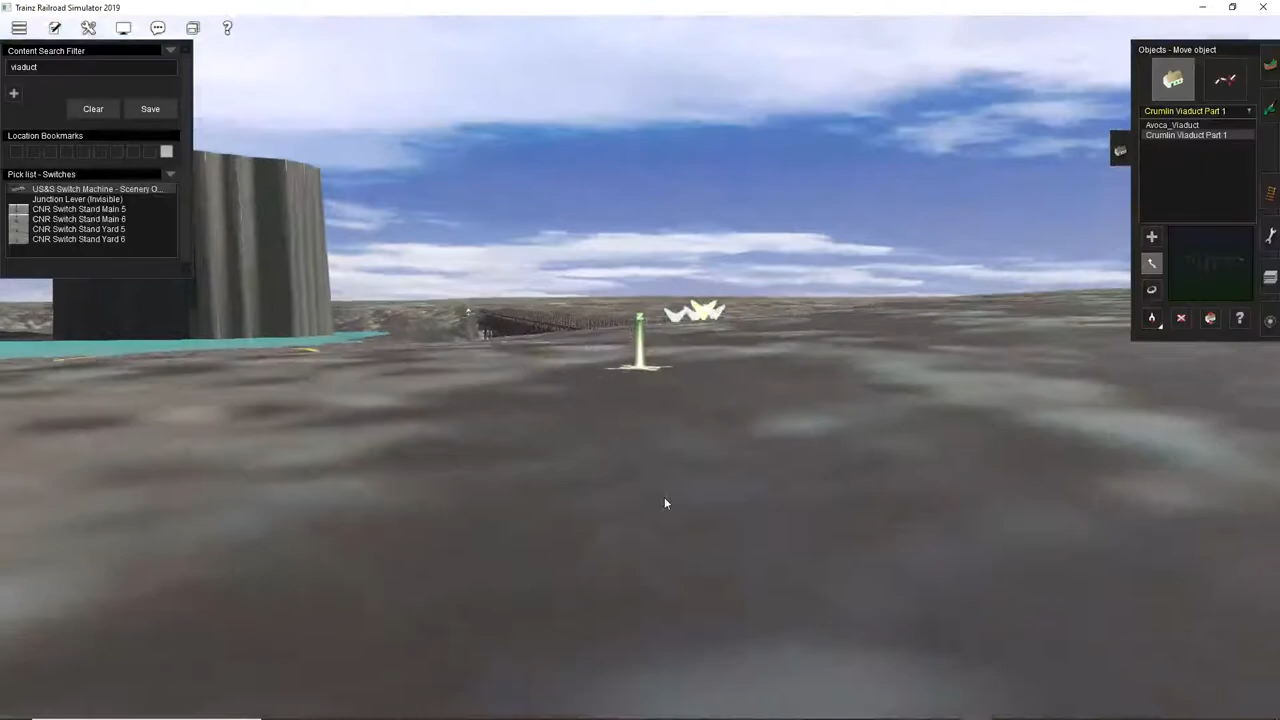 Trainz Railroad Simulator 2019
Content Search Filter
viaduct
Clear
Save
Location Bookmarks
Pick list - Switches
US&S Switch Machine - Scenery O...
Junction Lever (Invisible)
CNR Switch Stand Main 5
CNR Switch Stand Main 6
CNR Switch Stand Yard 5
CNR Switch Stand Yard 6
Objects - Move object
Crumlin Viaduct Part 1
Avoca_Viaduct
Crumlin Viaduct Part 1